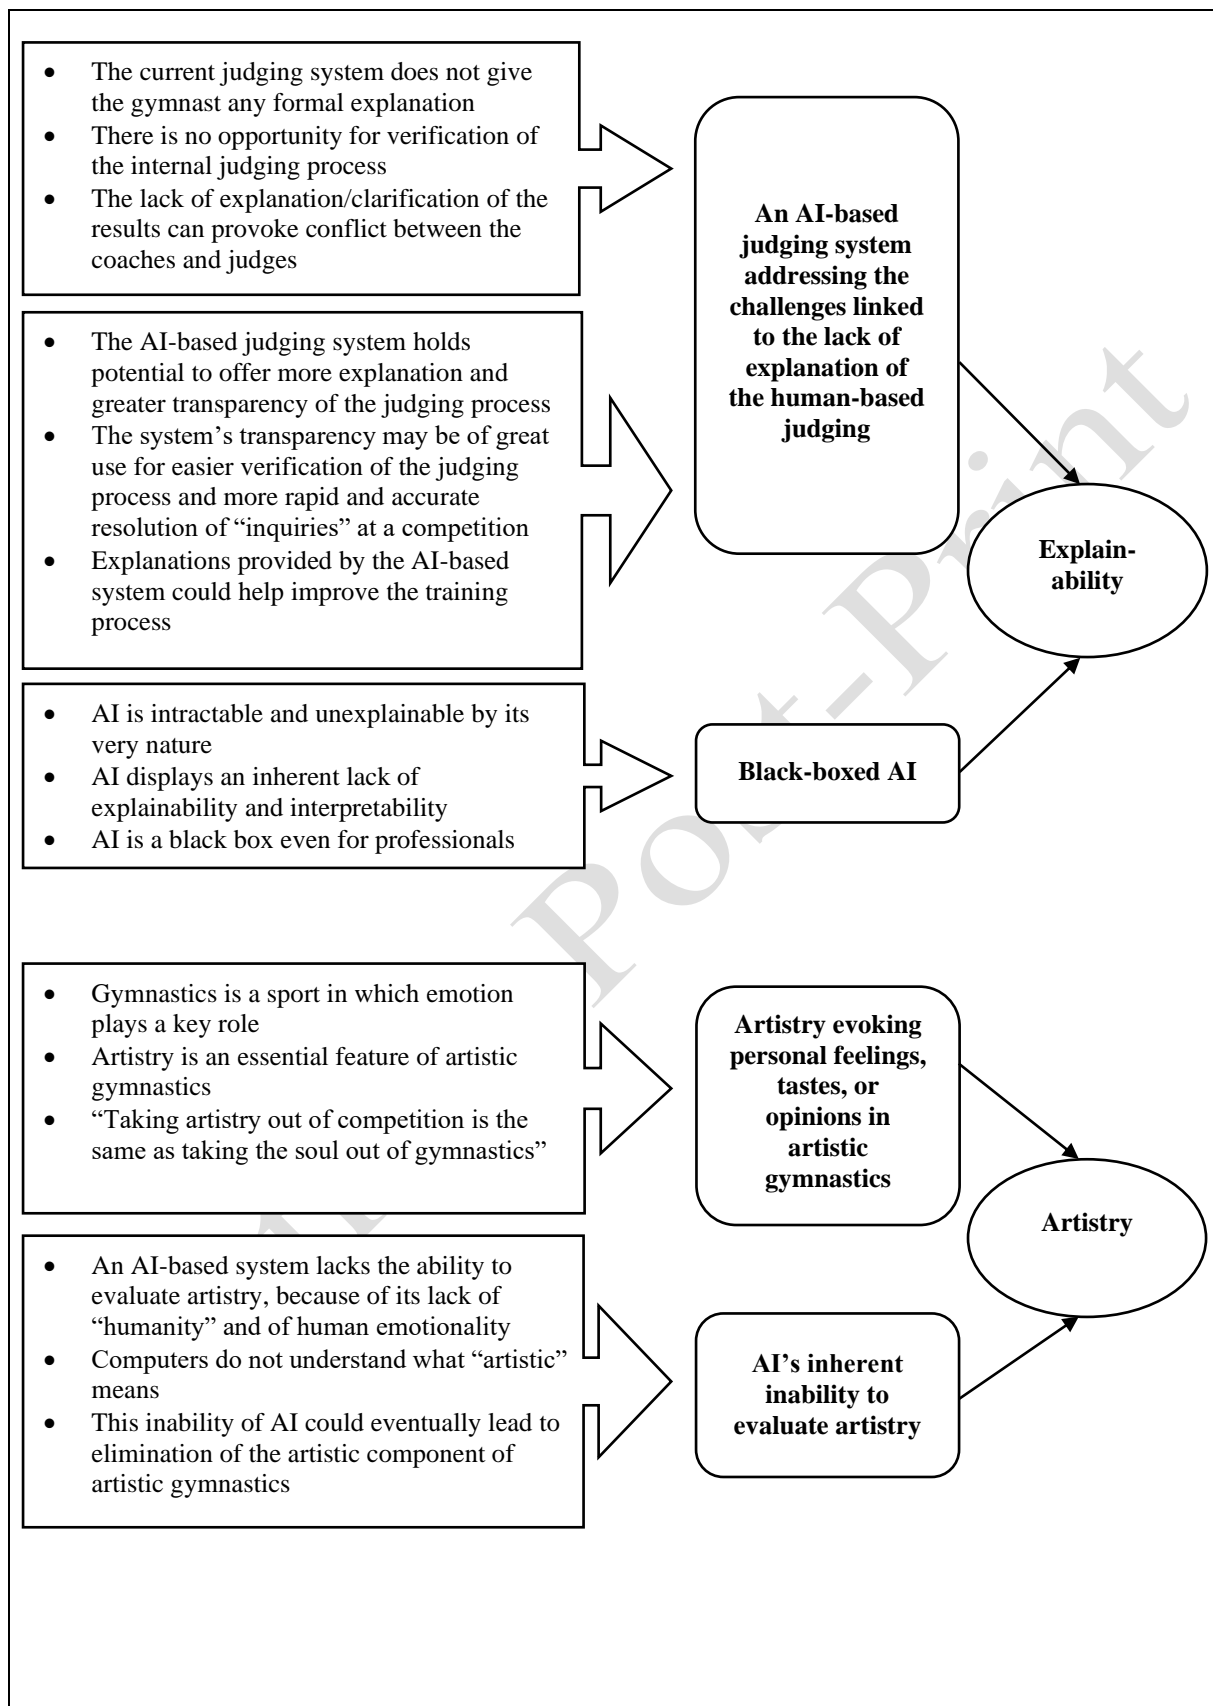 • The current judging system does not give
the gymnast any formal explanation
• There is no opportunity for verification of
the internal judging process
• The lack of explanation/clarification of the
results can provoke conflict between the
coaches and judges
An AI-based
judging system
addressing the
challenges linked
to the lack of
explanation of
the human-based
judging
• The AI-based judging system holds
potential to offer more explanation and
greater transparency of the judging process
• The system’s transparency may be of great
use for easier verification of the judging
process and more rapid and accurate
resolution of “inquiries” at a competition
• Explanations provided by the AI-based
system could help improve the training
process
Explain-
ability
• AI is intractable and unexplainable by its
very nature
• AI displays an inherent lack of
explainability and interpretability
• AI is a black box even for professionals
Black-boxed AI
• Gymnastics is a sport in which emotion
plays a key role
• Artistry is an essential feature of artistic
gymnastics
• “Taking artistry out of competition is the
same as taking the soul out of gymnastics”
Artistry evoking
personal feelings,
tastes, or
opinions in
artistic
gymnastics
Artistry
• An AI-based system lacks the ability to
evaluate artistry, because of its lack of
“humanity” and of human emotionality
• Computers do not understand what “artistic”
means
• This inability of AI could eventually lead to
elimination of the artistic component of
artistic gymnastics
AI’s inherent
inability to
evaluate artistry
Post-Print